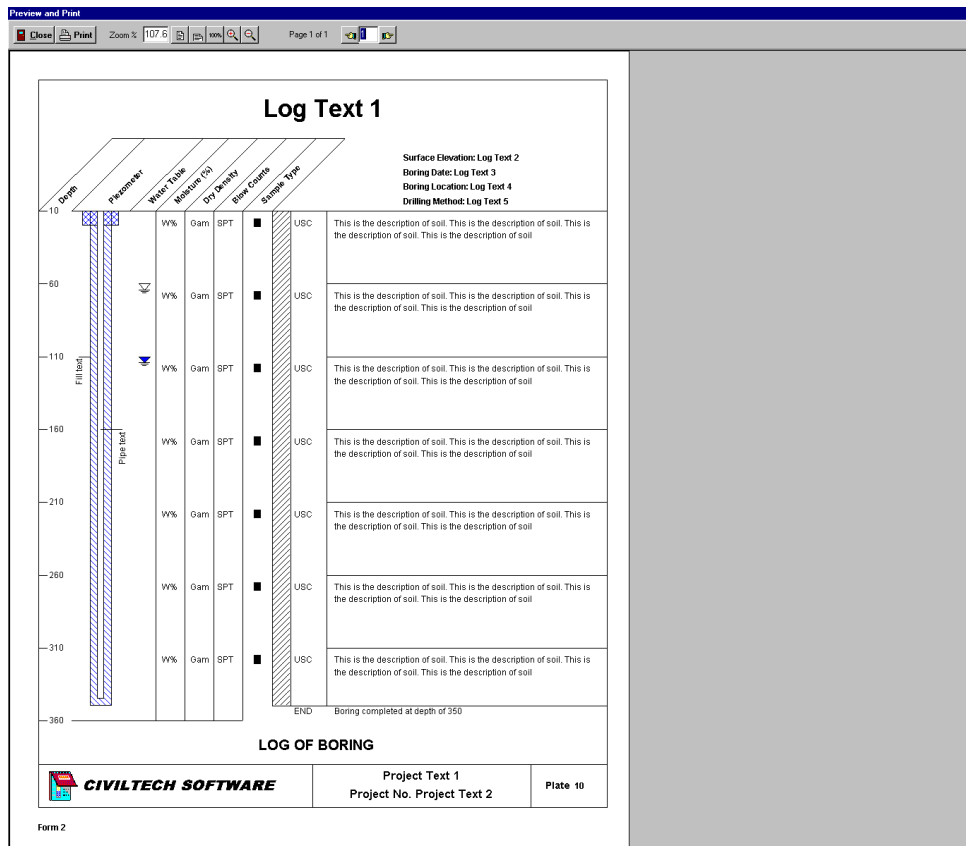 Preview and Print
Close Print Zoom % 107.6 100% Page 1 of 1 1
Log Text 1
Surface Elevation: Log Text 2
Boring Date: Log Text 3
Boring Location: Log Text 4
Drilling Method: Log Text 5
Depth
Piezometer
Water Table
Moisture (%)
Dry Density
Blow Counts
Sample Type
10
W% Gam SPT USC This is the description of soil. This is the description of soil. This is
the description of soil. This is the description of soil
60
W% Gam SPT USC This is the description of soil. This is the description of soil. This is
the description of soil. This is the description of soil
110
Fill text
W% Gam SPT USC This is the description of soil. This is the description of soil. This is
the description of soil. This is the description of soil
160
Pipe text
W% Gam SPT USC This is the description of soil. This is the description of soil. This is
the description of soil. This is the description of soil
210
W% Gam SPT USC This is the description of soil. This is the description of soil. This is
the description of soil. This is the description of soil
260
W% Gam SPT USC This is the description of soil. This is the description of soil. This is
the description of soil. This is the description of soil
310
W% Gam SPT USC This is the description of soil. This is the description of soil. This is
the description of soil. This is the description of soil
END Boring completed at depth of 350
360
LOG OF BORING
CIVILTECH SOFTWARE
Project Text 1
Project No. Project Text 2
Plate 10
Form 2